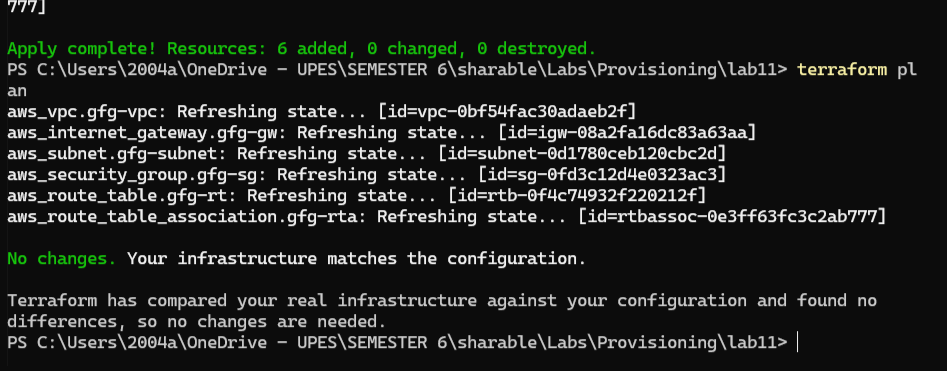 777]
Apply complete! Resources: 6 added, 0 changed, 0 destroyed.
PS C:\Users\2004a\OneDrive - UPES\SEMESTER 6\sharable\Labs\Provisioning\lab11> terraform pl
an
aws_vpc.gfg-vpc: Refreshing state... [id=vpc-0bf54fac30adaeb2f]
aws_internet_gateway.gfg-gw: Refreshing state... [id=igw-08a2fa16dc83a63aa]
aws_subnet.gfg-subnet: Refreshing state... [id=subnet-0d1780ceb120cbc2d]
aws_security_group.gfg-sg: Refreshing state... [id=sg-0fd3c12d4e0323ac3]
aws_route_table.gfg-rt: Refreshing state... [id=rtb-0f4c74932f220212f]
aws_route_table_association.gfg-rta: Refreshing state... [id=rtbassoc-0e3ff63fc3c2ab777]
No changes. Your infrastructure matches the configuration.
Terraform has compared your real infrastructure against your configuration and found no
differences, so no changes are needed.
PS C:\Users\2004a\OneDrive - UPES\SEMESTER 6\sharable\Labs\Provisioning\lab11>